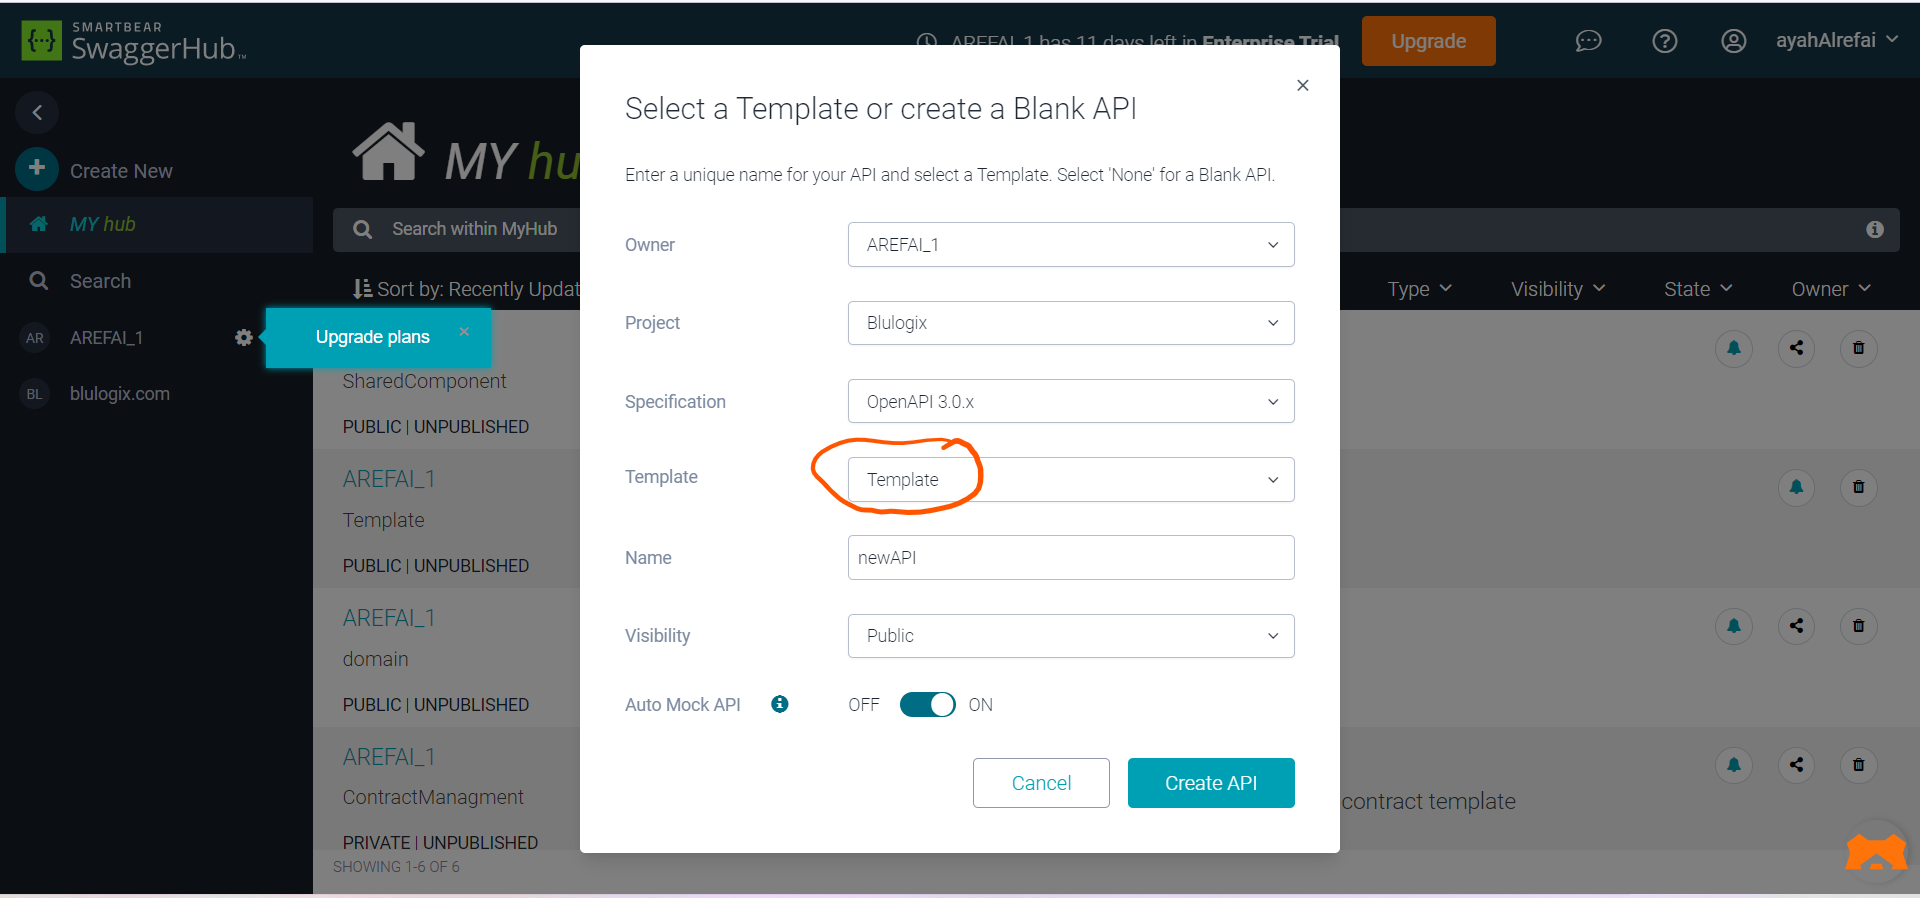 SMARTBEAR
SwaggerHub™
AREFAI_1 has 11 days left in Enterprise Trial
Upgrade
ayahAlrefai
Create New
MY hub
Search
AR AREFAI_1
BL blulogix.com
Upgrade plans
MY hu
Search within MyHub
Sort by: Recently Updat
Type
Visibility
State
Owner
SharedComponent
PUBLIC | UNPUBLISHED
AREFAI_1
Template
PUBLIC | UNPUBLISHED
AREFAI_1
domain
PUBLIC | UNPUBLISHED
AREFAI_1
ContractManagment
PRIVATE | UNPUBLISHED
contract template
SHOWING 1-6 OF 6
Select a Template or create a Blank API
Enter a unique name for your API and select a Template. Select 'None' for a Blank API.
Owner AREFAI_1
Project Blulogix
Specification OpenAPI 3.0.x
Template Template
Name newAPI
Visibility Public
Auto Mock API OFF ON
Cancel Create API